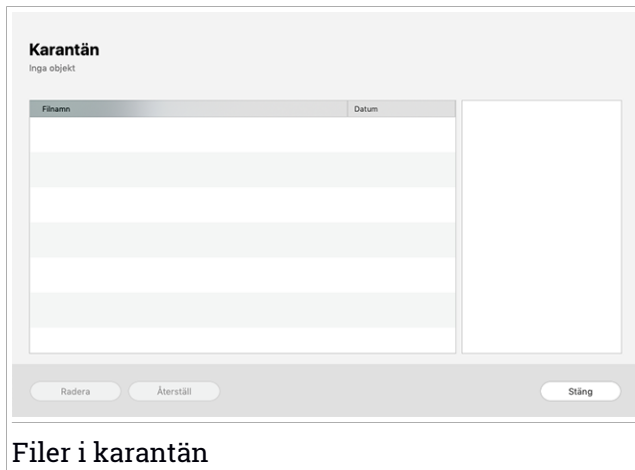 Karantän
Inga objekt
Filnamn Datum
Radera Återställ Stäng
Filer i karantän